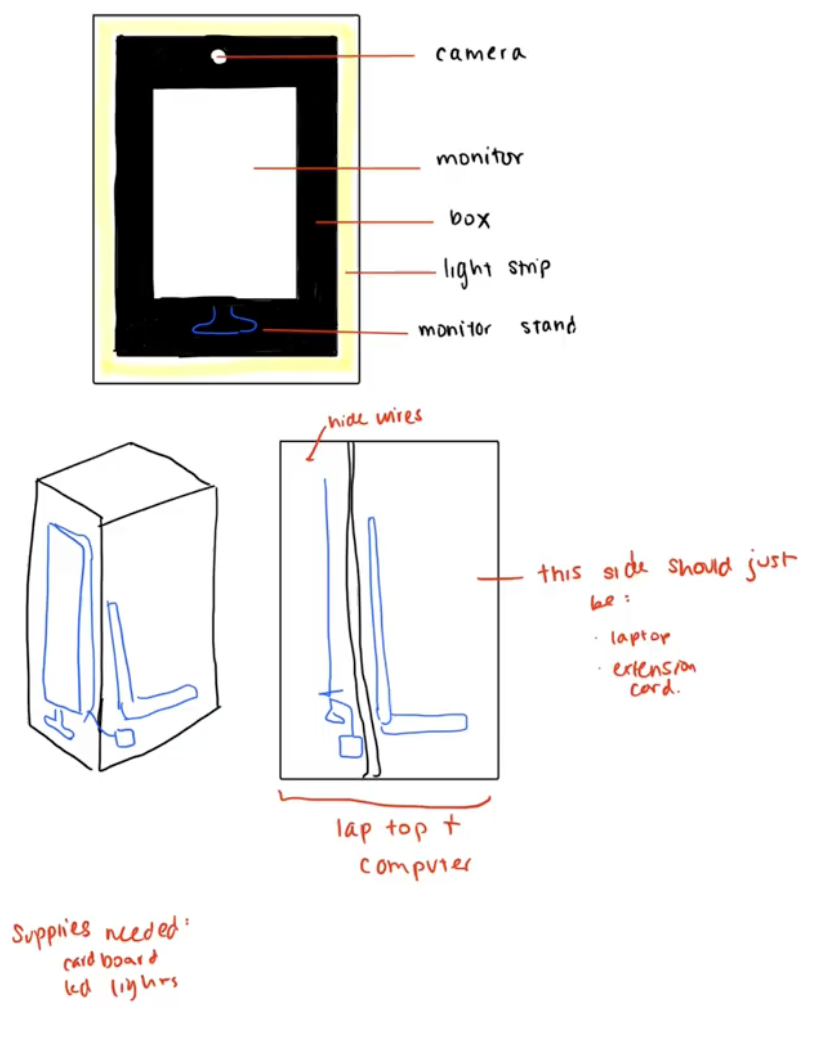 camera
monitor
box
light strip
monitor stand
hide wires
this side should just
be:
· laptop
· extension
cord.
lap top +
computer
Supplies needed:
cardboard
led lights